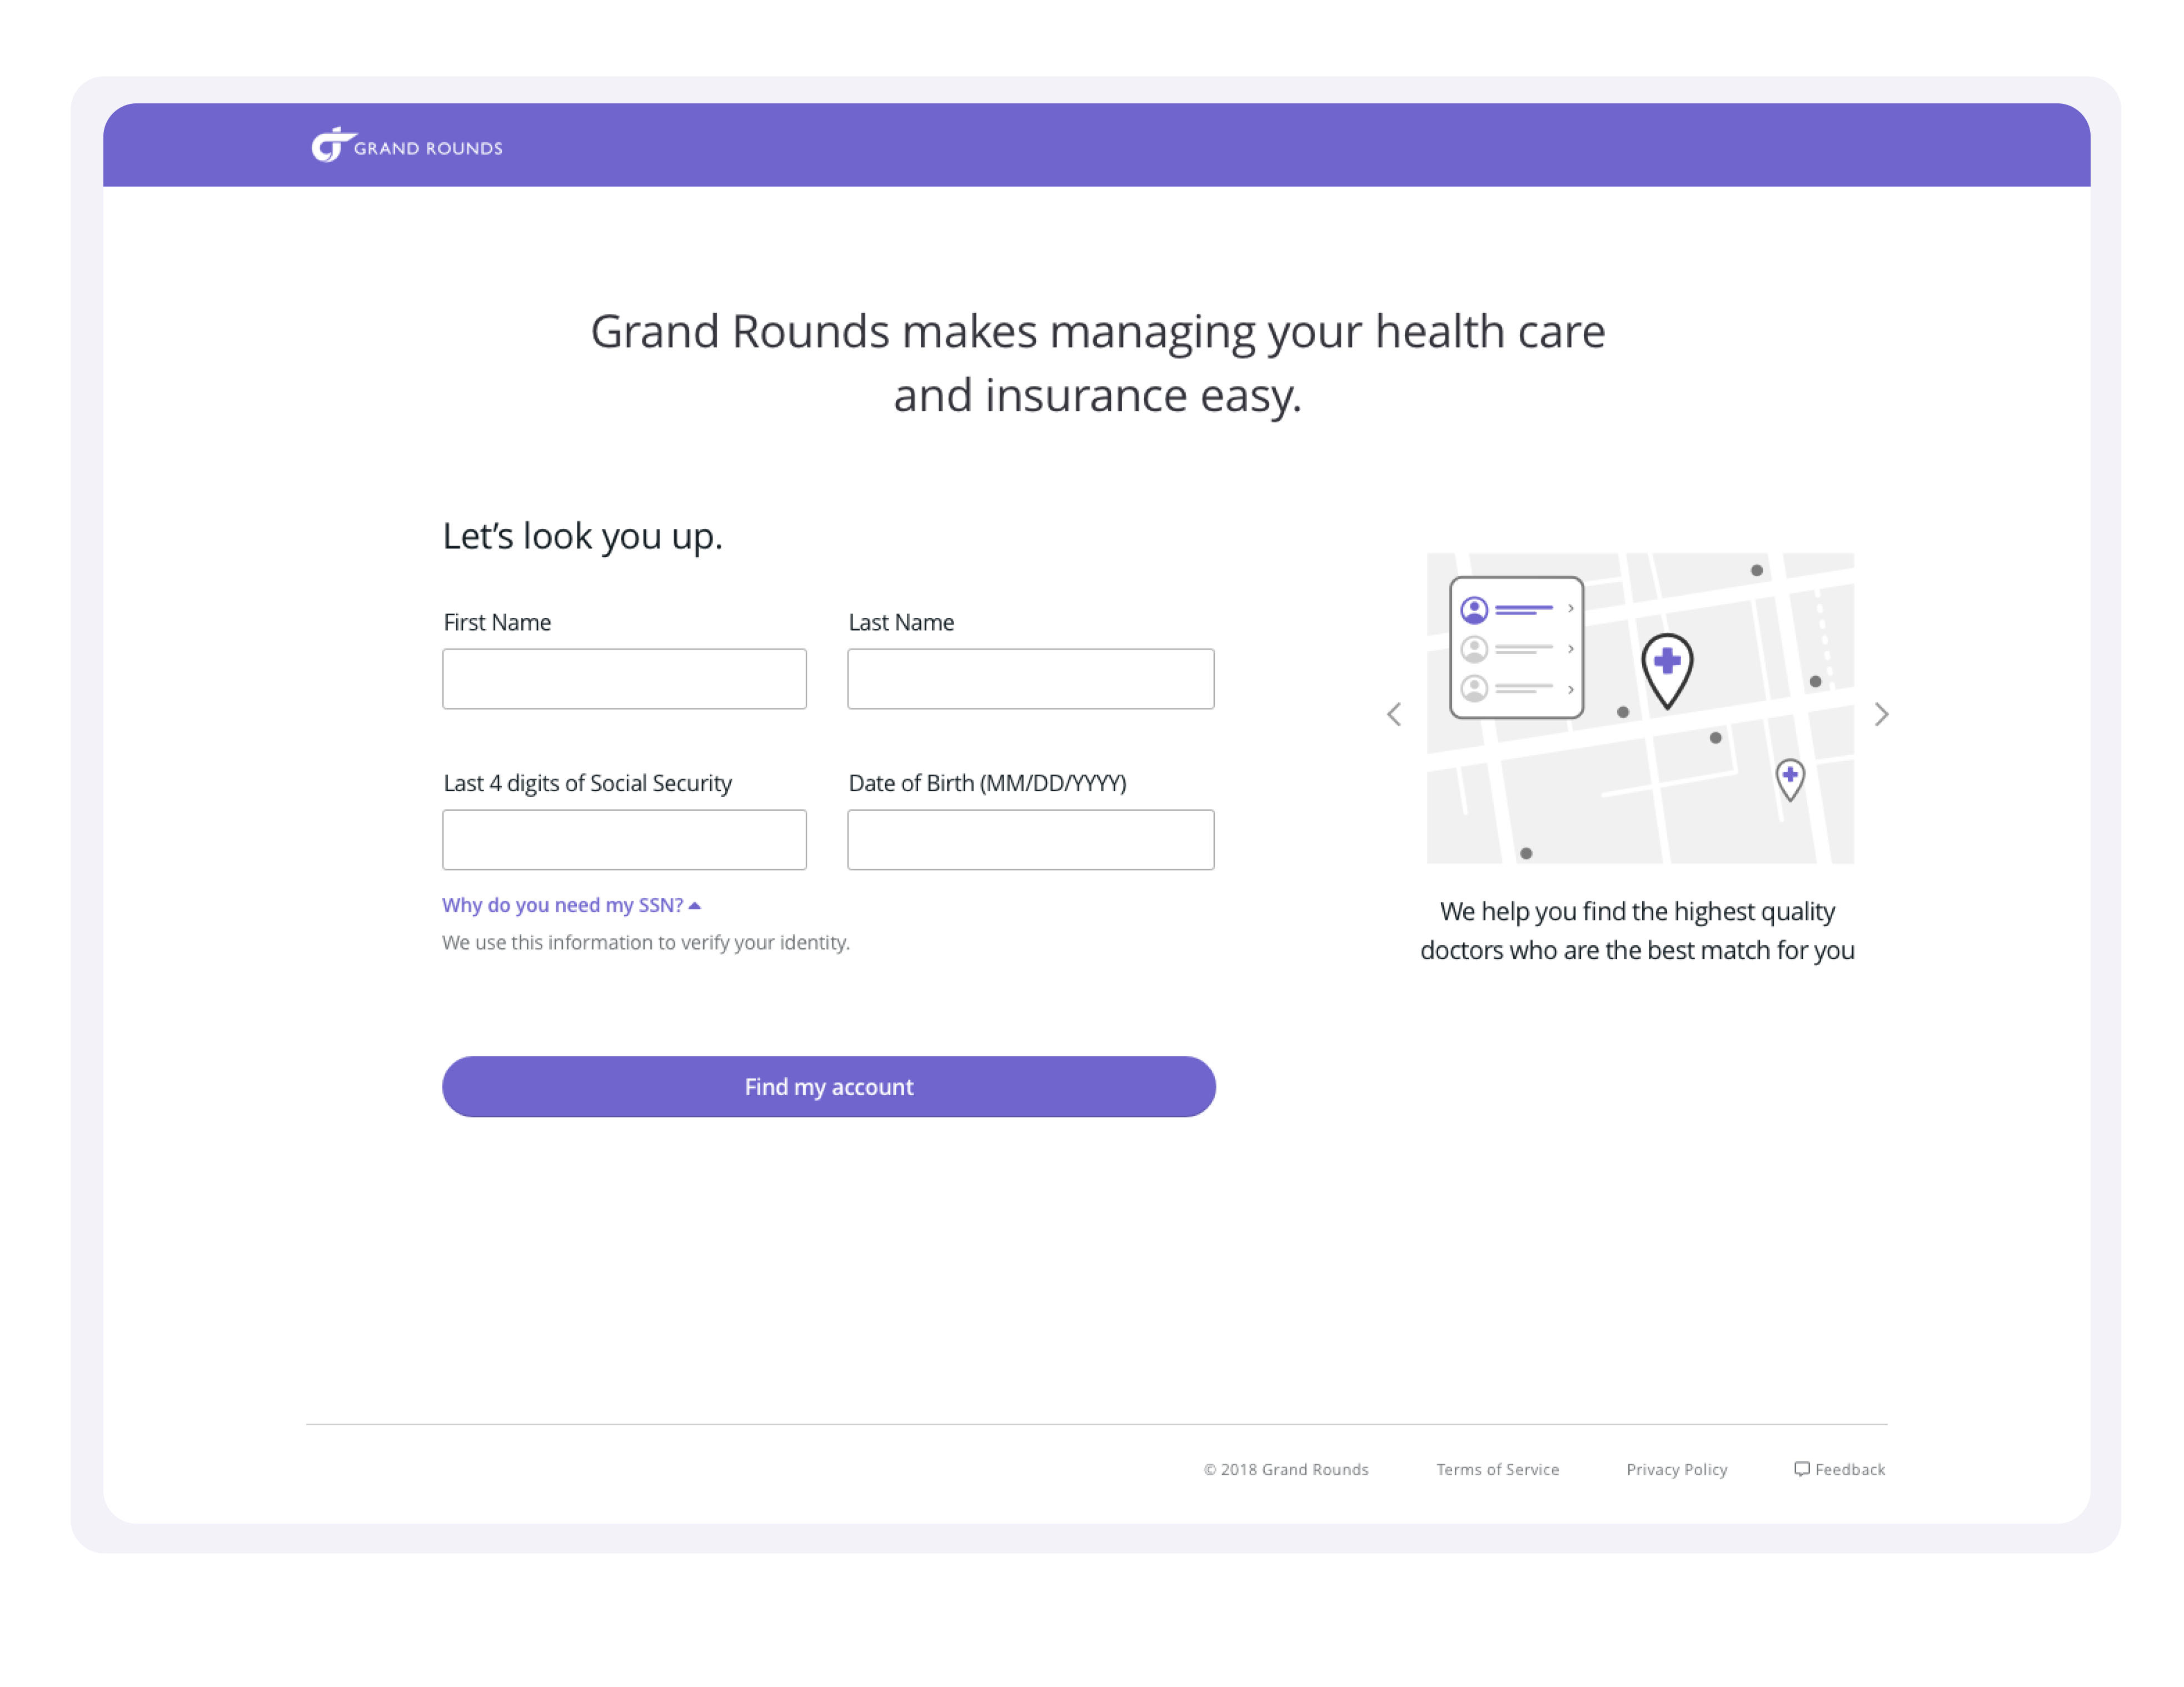 GRAND ROUNDS
Grand Rounds makes managing your health care
and insurance easy.
Let’s look you up.
First Name
Last Name
Last 4 digits of Social Security
Date of Birth (MM/DD/YYYY)
Why do you need my SSN?
We use this information to verify your identity.
Find my account
We help you find the highest quality
doctors who are the best match for you
© 2018 Grand Rounds
Terms of Service
Privacy Policy
Feedback